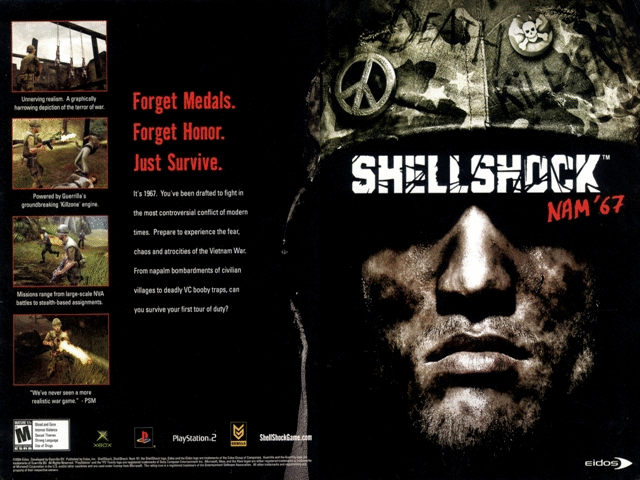 Unnerving realism. A graphically
harrowing depiction of the terror of war.
Powered by Guerrilla's
groundbreaking 'Killzone' engine.
Missions range from large-scale NVA
battles to stealth-based assignments.
"We've never seen a more
realistic war game." - PSM
Forget Medals.
Forget Honor.
Just Survive.
It's 1967. You've been drafted to fight in
the most controversial conflict of modern
times. Prepare to experience the fear,
chaos and atrocities of the Vietnam War.
From napalm bombardments of civilian
villages to deadly VC booby traps, can
you survive your first tour of duty?
MATURE 17+
M
ESRB
Blood and Gore
Intense Violence
Sexual Themes
Strong Language
Use of Drugs
XBOX
PlayStation.2
GUERRILLA
ShellShockGame.com
DEATH
SHELLSHOCK™
NAM '67
eidos